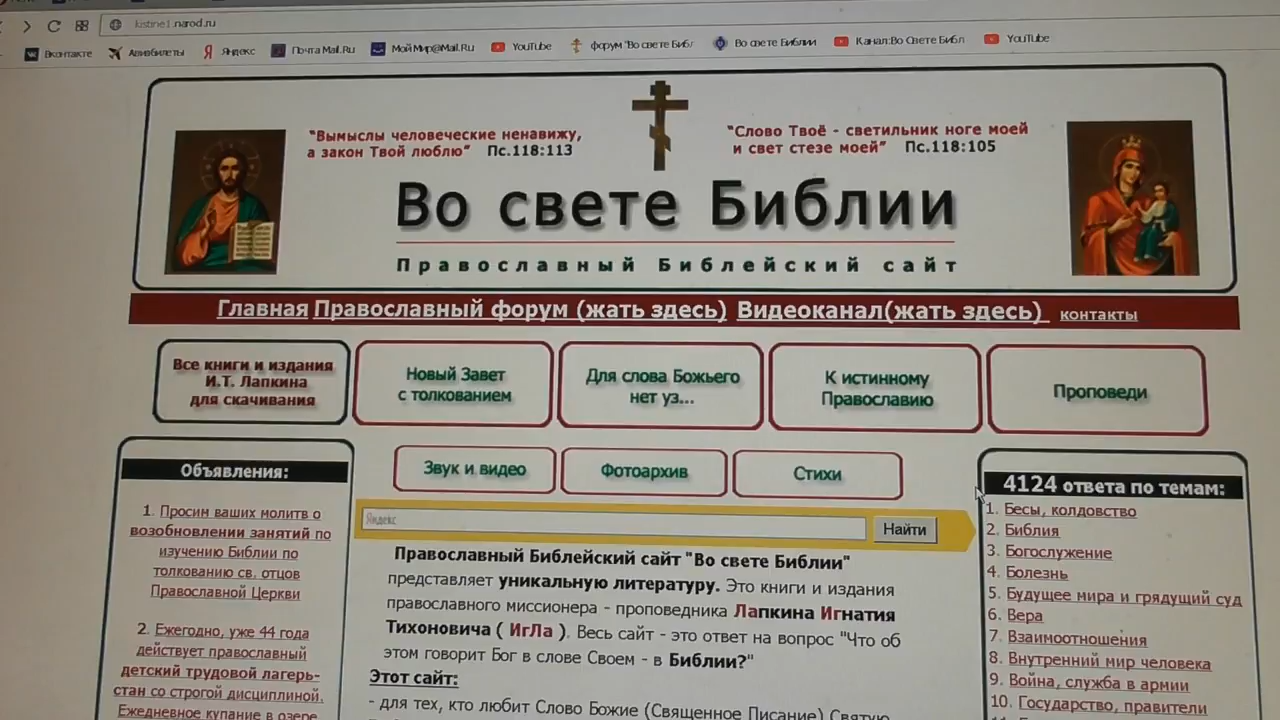 iustine1.narod.ru
Вконтакте Авиабилеты Яндекс Почта Mail.Ru Мой Мир@Mail.Ru YouTube форум "Во свете Библ Во свете Библии Канал:Во Свете Библ YouTube
"Вымыслы человеческие ненавижу,
а закон Твой люблю" Пс.118:113
"Слово Твоё - светильник ноге моей
и свет стезе моей" Пс.118:105
Во свете Библии
Православный Библейский сайт
Главная Православный форум (жать здесь) Видеоканал(жать здесь) контакты
Все книги и издания
И.Т. Лапкина
для скачивания
Новый Завет
с толкованием
Для слова Божьего
нет уз...
К истинному
Православию
Проповеди
Звук и видео
Фотоархив
Стихи
Объявления:
1. Просим ваших молитв о
возобновлении занятий по
изучению Библии по
толкованию св. отцов
Православной Церкви
2. Ежегодно, уже 44 года
действует православный
детский трудовой лагерь-
стан со строгой дисциплиной.
Ежедневное купание в озере
Яндекс
Найти
Православный Библейский сайт "Во свете Библии"
представляет уникальную литературу. Это книги и издания
православного миссионера - проповедника Лапкина Игнатия
Тихоновича ( ИгЛа ). Весь сайт - это ответ на вопрос "Что об
этом говорит Бог в слове Своем - в Библии?"
Этот сайт:
- для тех, кто любит Слово Божие (Священное Писание) Святую
4124 ответа по темам:
1. Бесы, колдовство
2. Библия
3. Богослужение
4. Болезнь
5. Будущее мира и грядущий суд
6. Вера
7. Взаимоотношения
8. Внутренний мир человека
9. Война, служба в армии
10. Государство, правители